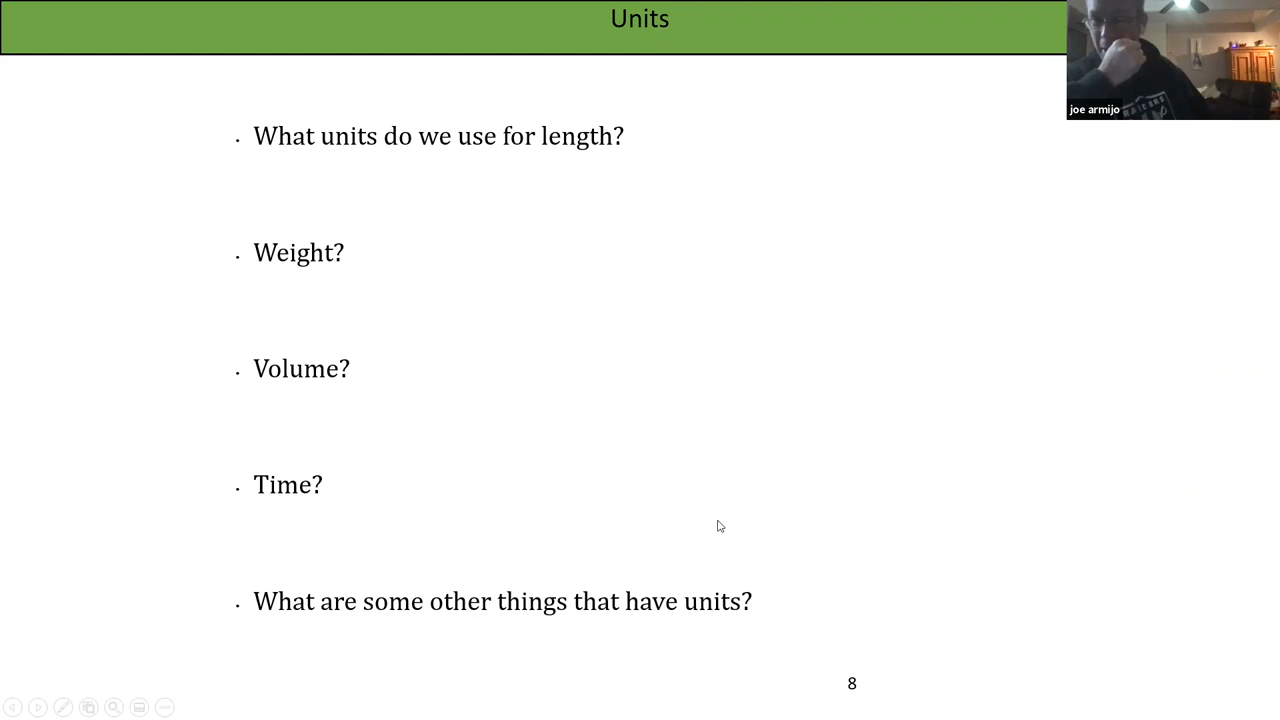 Units
joe armijo
· What units do we use for length?
· Weight?
· Volume?
· Time?
· What are some other things that have units?
8